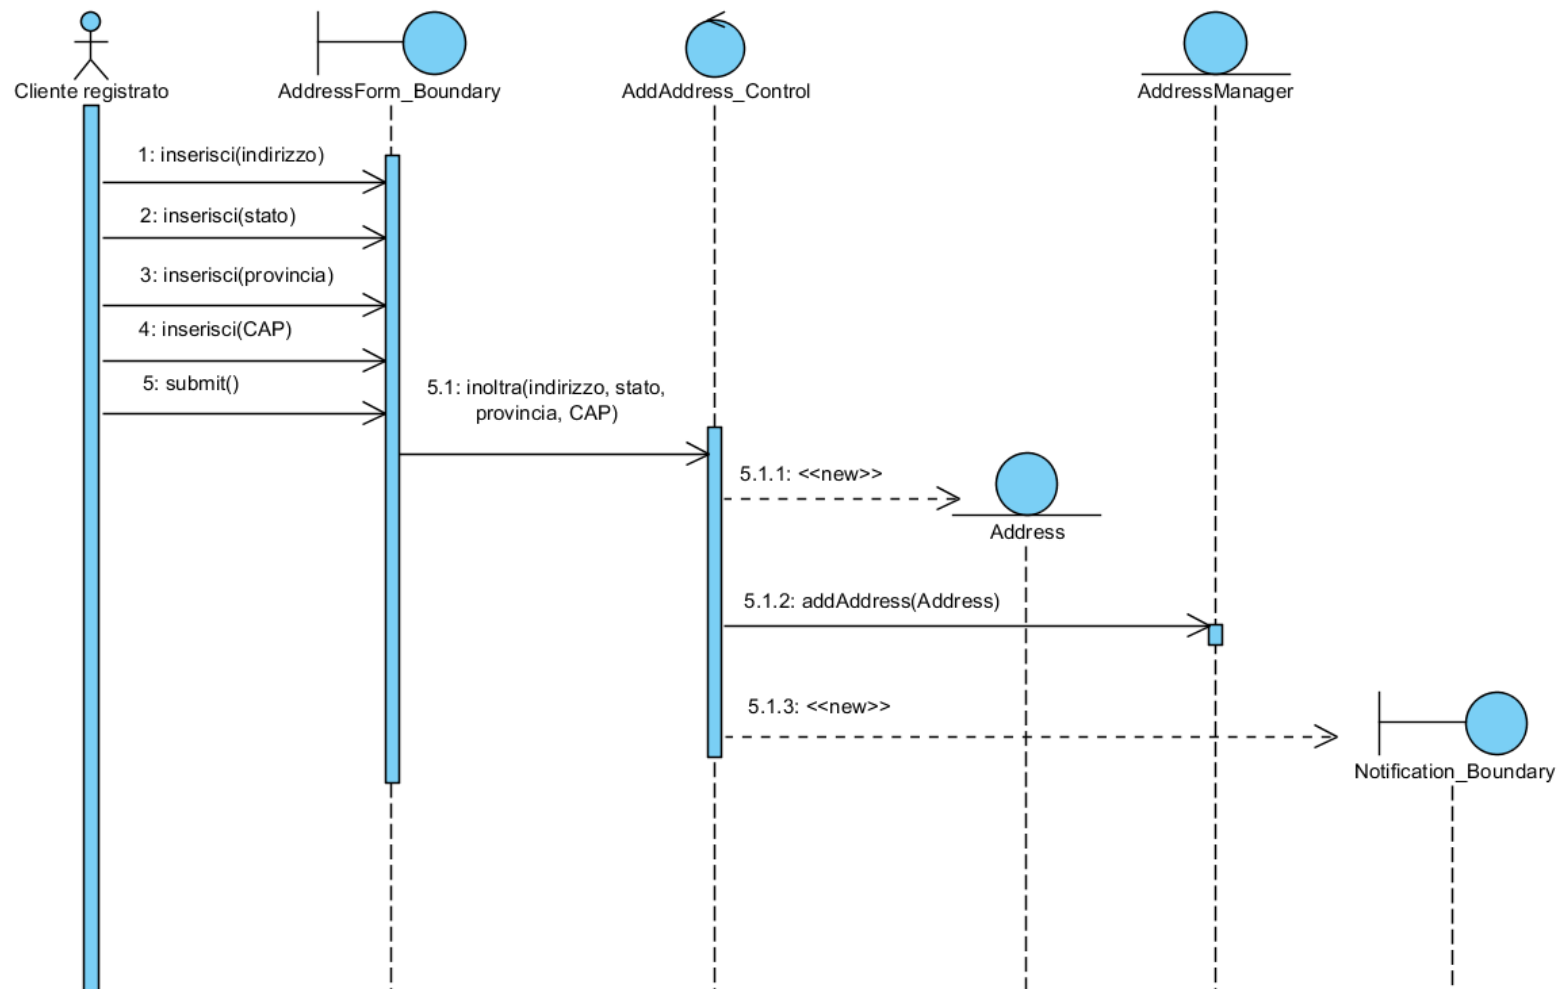 Cliente registrato
AddressForm_Boundary
AddAddress_Control
AddressManager
1: inserisci(indirizzo)
2: inserisci(stato)
3: inserisci(provincia)
4: inserisci(CAP)
5: submit()
5.1: inoltra(indirizzo, stato,
provincia, CAP)
5.1.1: <<new>>
Address
5.1.2: addAddress(Address)
5.1.3: <<new>>
Notification_Boundary